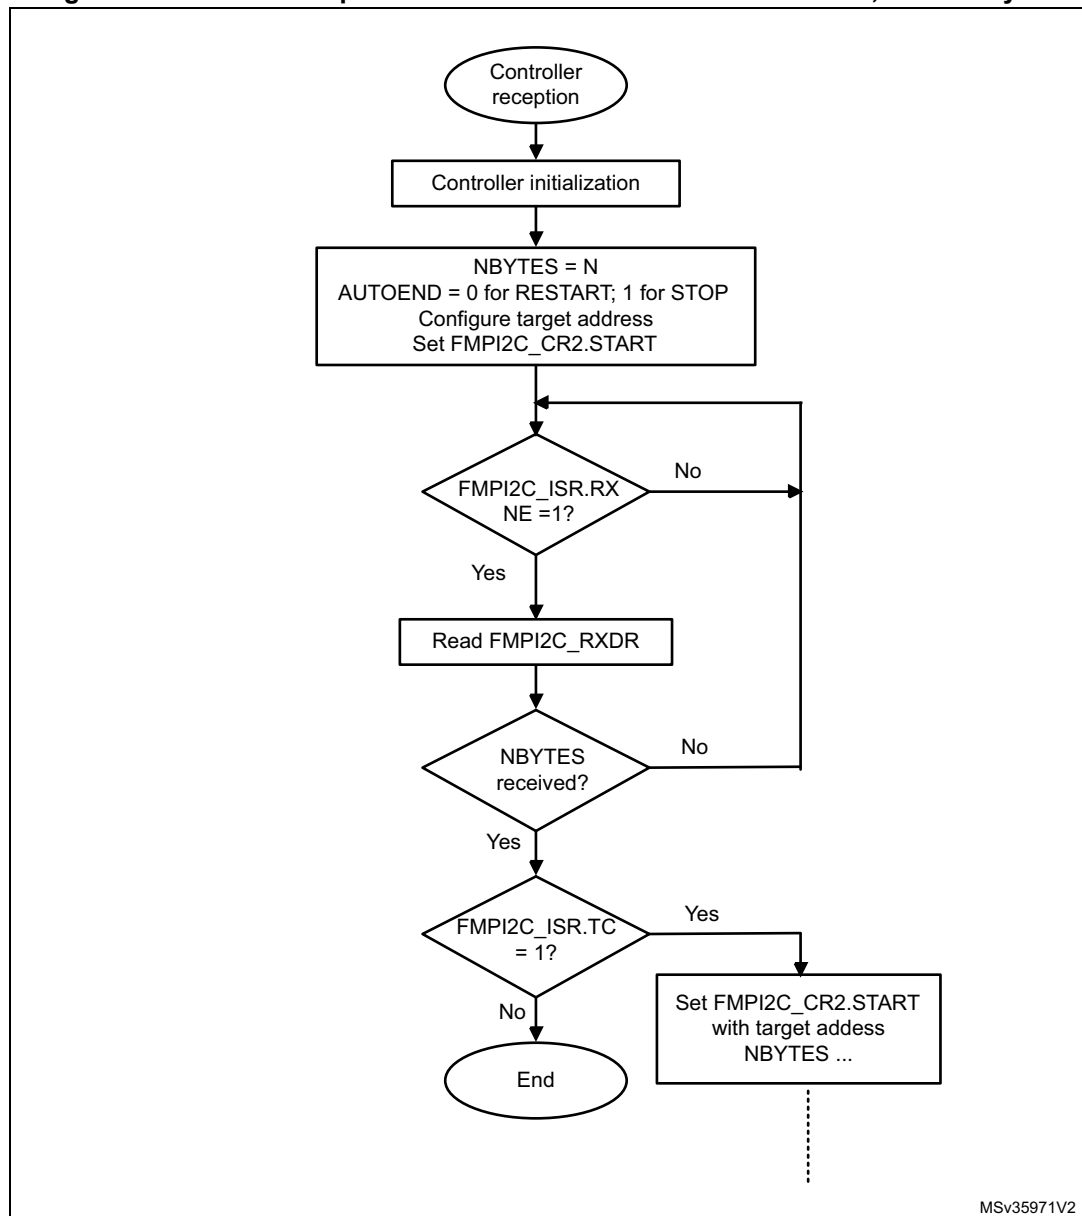 Controller
reception
Controller initialization
NBYTES = N
AUTOEND = 0 for RESTART; 1 for STOP
Configure target address
Set FMPI2C_CR2.START
FMPI2C_ISR.RX
NE =1?
No
Yes
Read FMPI2C_RXDR
NBYTES
received?
No
Yes
FMPI2C_ISR.TC
= 1?
Yes
No
Set FMPI2C_CR2.START
with target addess
NBYTES ...
End
MSv35971V2